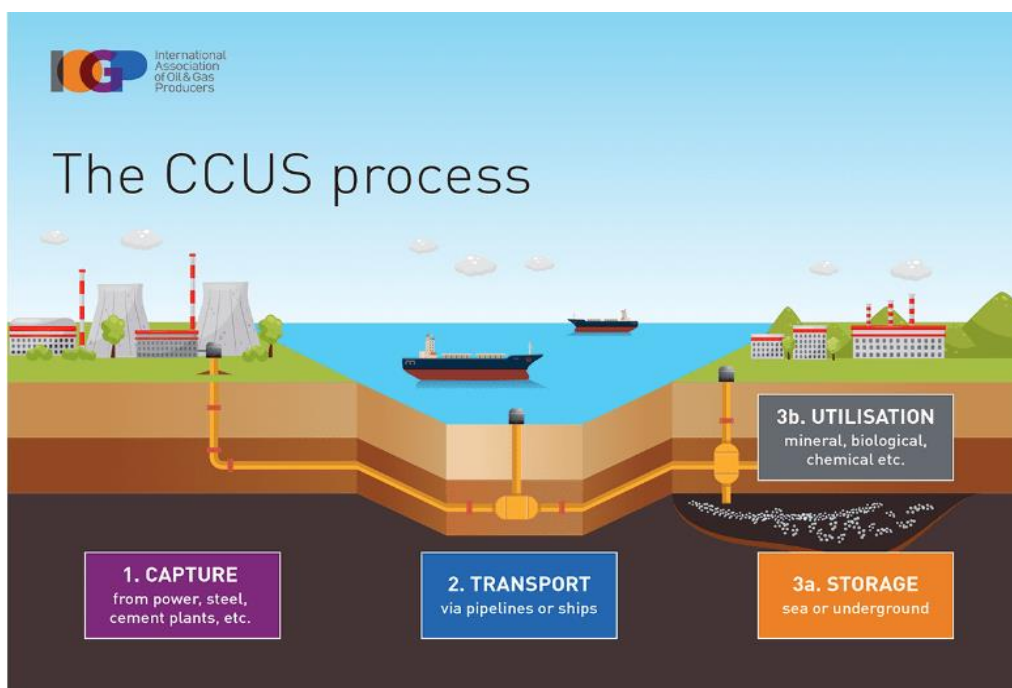 IOGP
International
Association
of Oil & Gas
Producers
The CCUS process
3b. UTILISATION
mineral, biological,
chemical etc.
1. CAPTURE
from power, steel,
cement plants, etc.
2. TRANSPORT
via pipelines or ships
3a. STORAGE
sea or underground